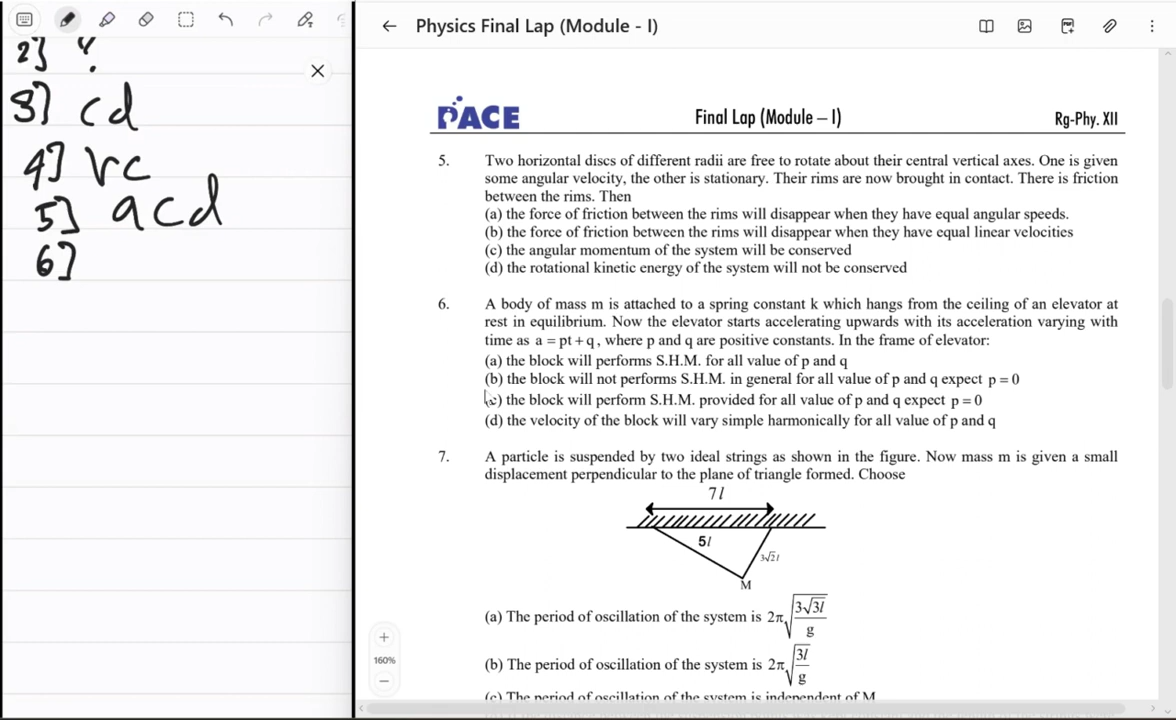 2]
3] cd
4] rc
5] acd
6]
Physics Final Lap (Module - I)
PACE
Final Lap (Module – I)
Rg-Phy. XII
5. Two horizontal discs of different radii are free to rotate about their central vertical axes. One is given
some angular velocity, the other is stationary. Their rims are now brought in contact. There is friction
between the rims. Then
(a) the force of friction between the rims will disappear when they have equal angular speeds.
(b) the force of friction between the rims will disappear when they have equal linear velocities
(c) the angular momentum of the system will be conserved
(d) the rotational kinetic energy of the system will not be conserved
6. A body of mass m is attached to a spring constant k which hangs from the ceiling of an elevator at
rest in equilibrium. Now the elevator starts accelerating upwards with its acceleration varying with
time as a = pt + q, where p and q are positive constants. In the frame of elevator:
(a) the block will performs S.H.M. for all value of p and q
(b) the block will not performs S.H.M. in general for all value of p and q expect p = 0
(c) the block will perform S.H.M. provided for all value of p and q expect p = 0
(d) the velocity of the block will vary simple harmonically for all value of p and q
7. A particle is suspended by two ideal strings as shown in the figure. Now mass m is given a small
displacement perpendicular to the plane of triangle formed. Choose
7l
5l
3√2l
M
(a) The period of oscillation of the system is 2π√(3√3l/g)
(b) The period of oscillation of the system is 2π√(3l/g)
(c) The period of oscillation of the system is independent of M
160%